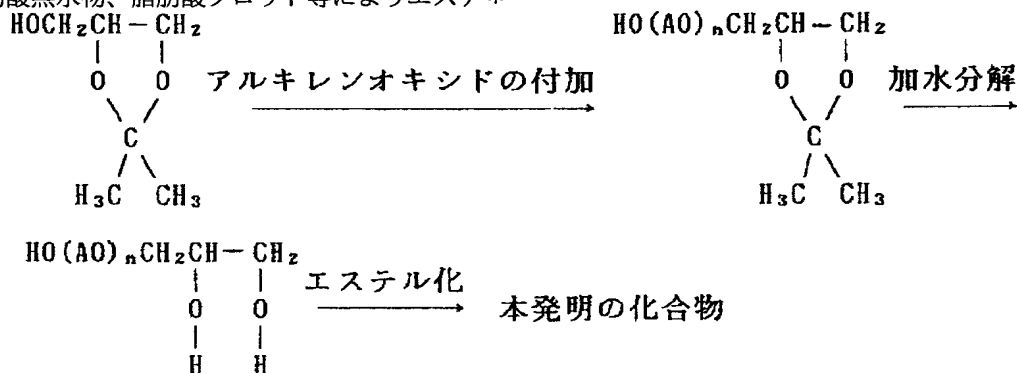 HOCH₂CH－CH₂
O O
C
H₃C CH₃
アルキレンオキシドの付加
HO(AO)ₙCH₂CH－CH₂
O O
C
H₃C CH₃
加水分解
HO(AO)ₙCH₂CH－CH₂
O O
H H
エステル化
本発明の化合物